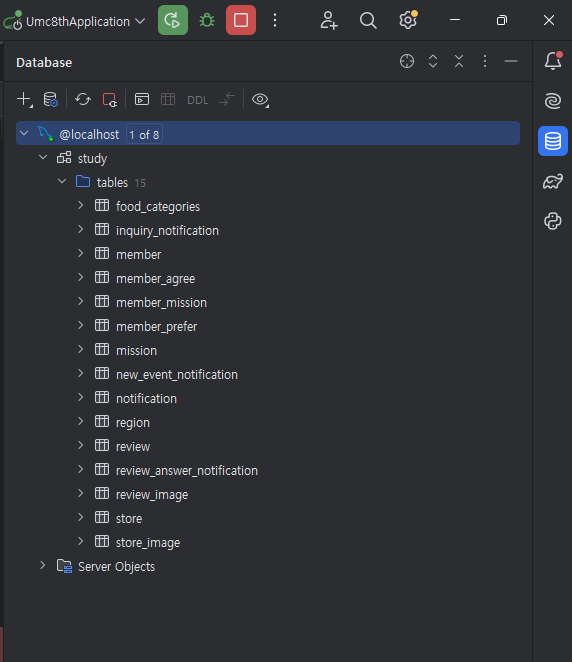 Umc8thApplication
Database
DDL
@localhost 1 of 8
study
tables 15
food_categories
inquiry_notification
member
member_agree
member_mission
member_prefer
mission
new_event_notification
notification
region
review
review_answer_notification
review_image
store
store_image
Server Objects